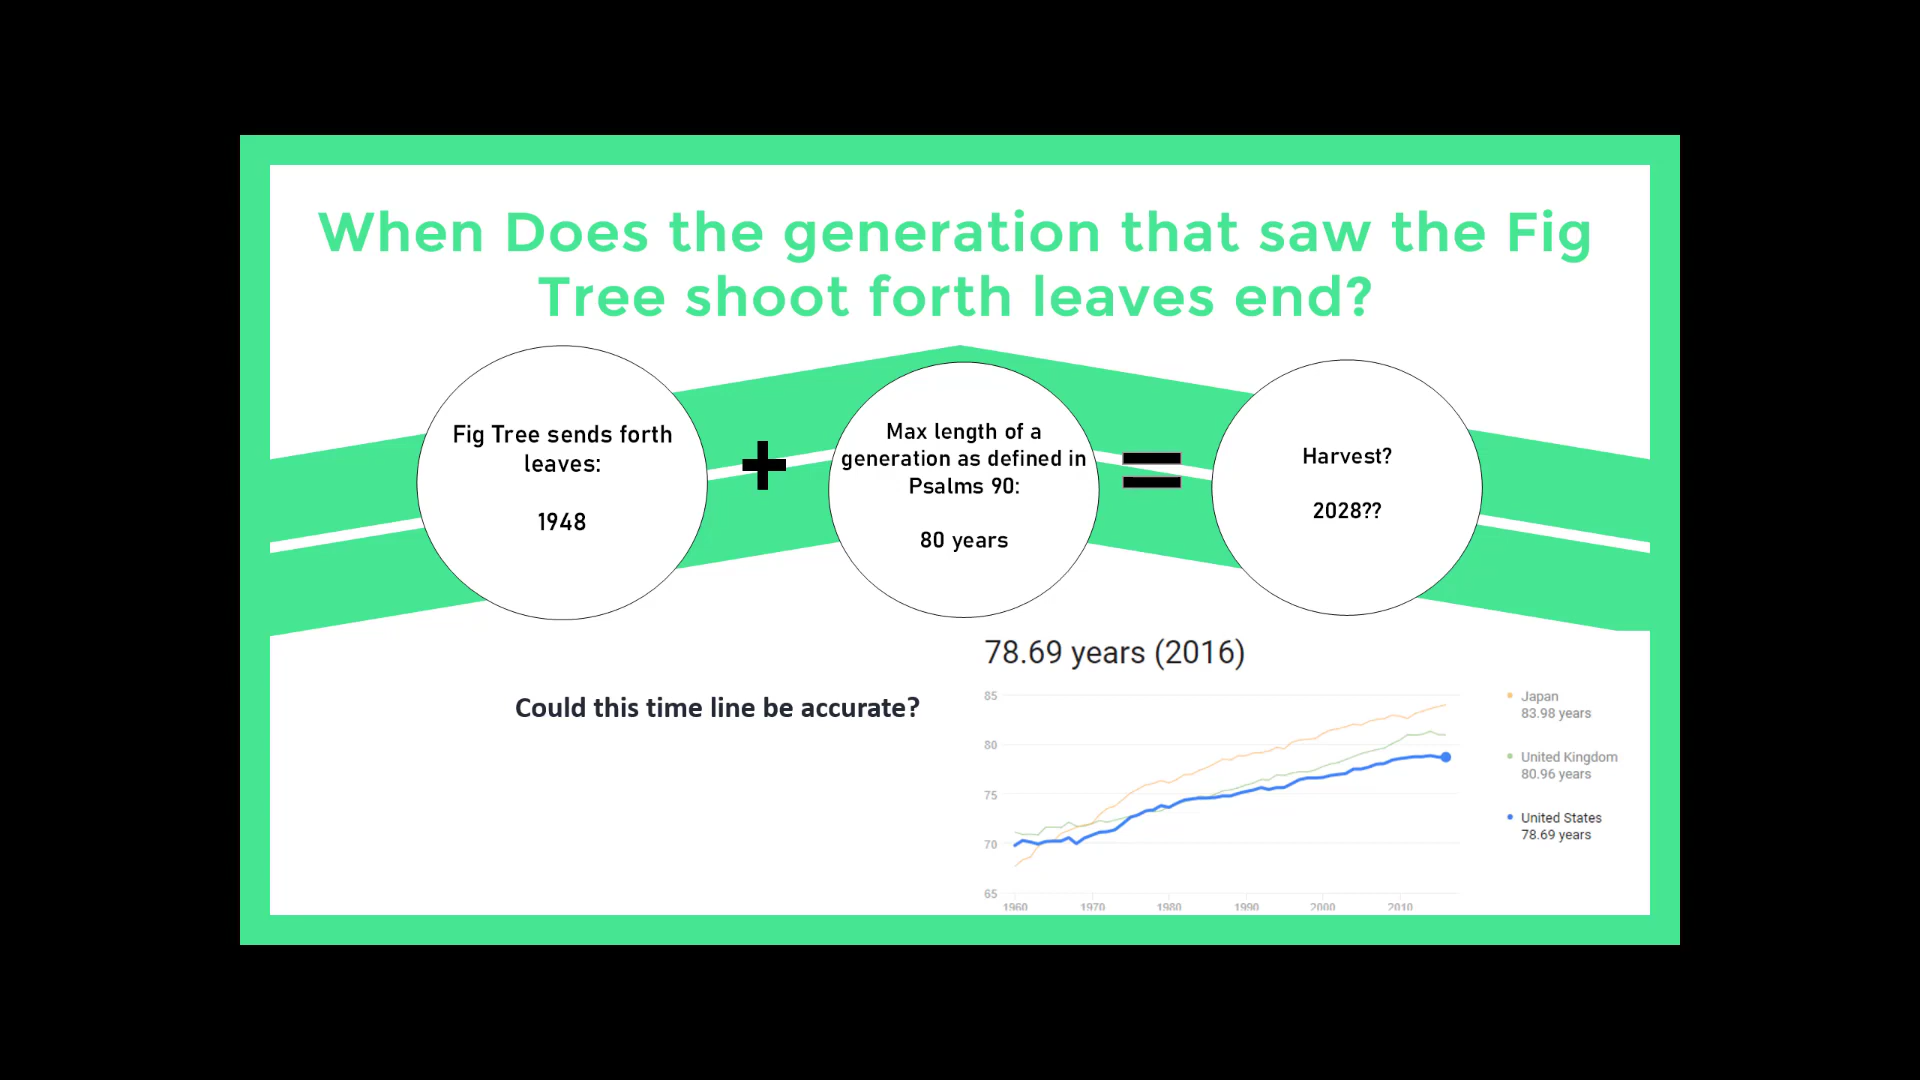 When Does the generation that saw the Fig
Tree shoot forth leaves end?
Fig Tree sends forth
leaves:
1948
+
Max length of a
generation as defined in
Psalms 90:
80 years
=
Harvest?
2028??
Could this time line be accurate?
78.69 years (2016)
85
80
75
70
65
1960
1970
1980
1990
2000
2010
Japan
83.98 years
United Kingdom
80.96 years
United States
78.69 years